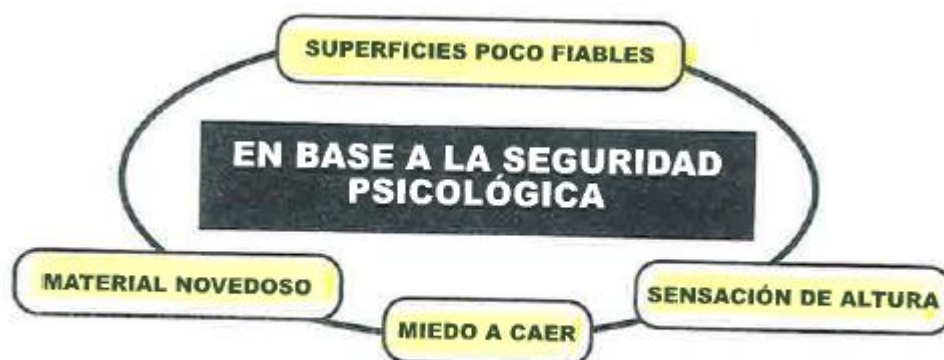 SUPERFICIES POCO FIABLES
EN BASE A LA SEGURIDAD
PSICOLÓGICA
MATERIAL NOVEDOSO
MIEDO A CAER
SENSACIÓN DE ALTURA